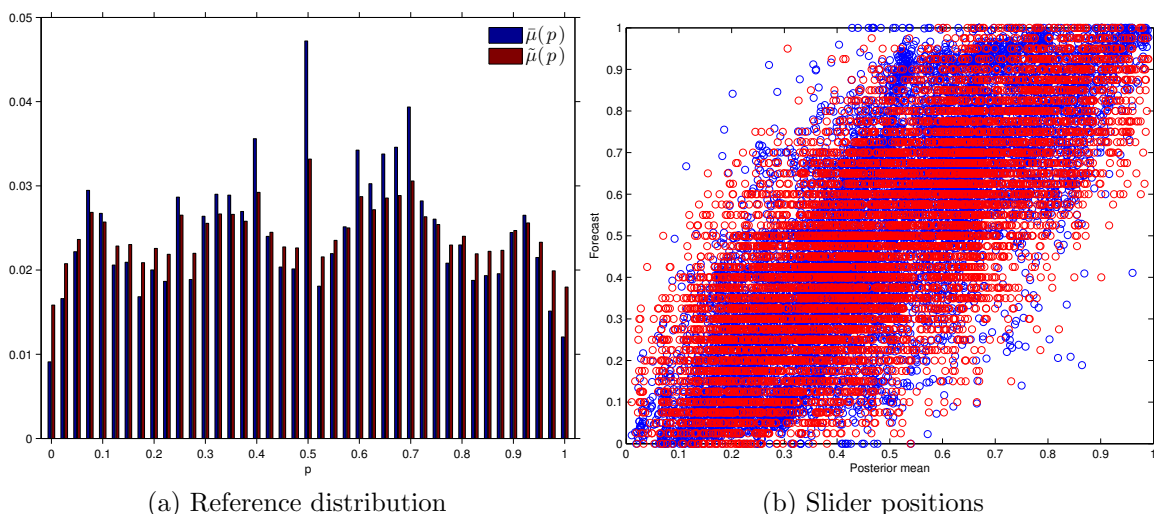 0.05
0.04
0.03
0.02
0.01
0
0 0.1 0.2 0.3 0.4 0.5 0.6 0.7 0.8 0.9 1
p
μ̄(p)
μ̃(p)
(a) Reference distribution
1
0.9
0.8
0.7
0.6
0.5
0.4
0.3
0.2
0.1
0
Forecast
0 0.1 0.2 0.3 0.4 0.5 0.6 0.7 0.8 0.9 1
Posterior mean
(b) Slider positions